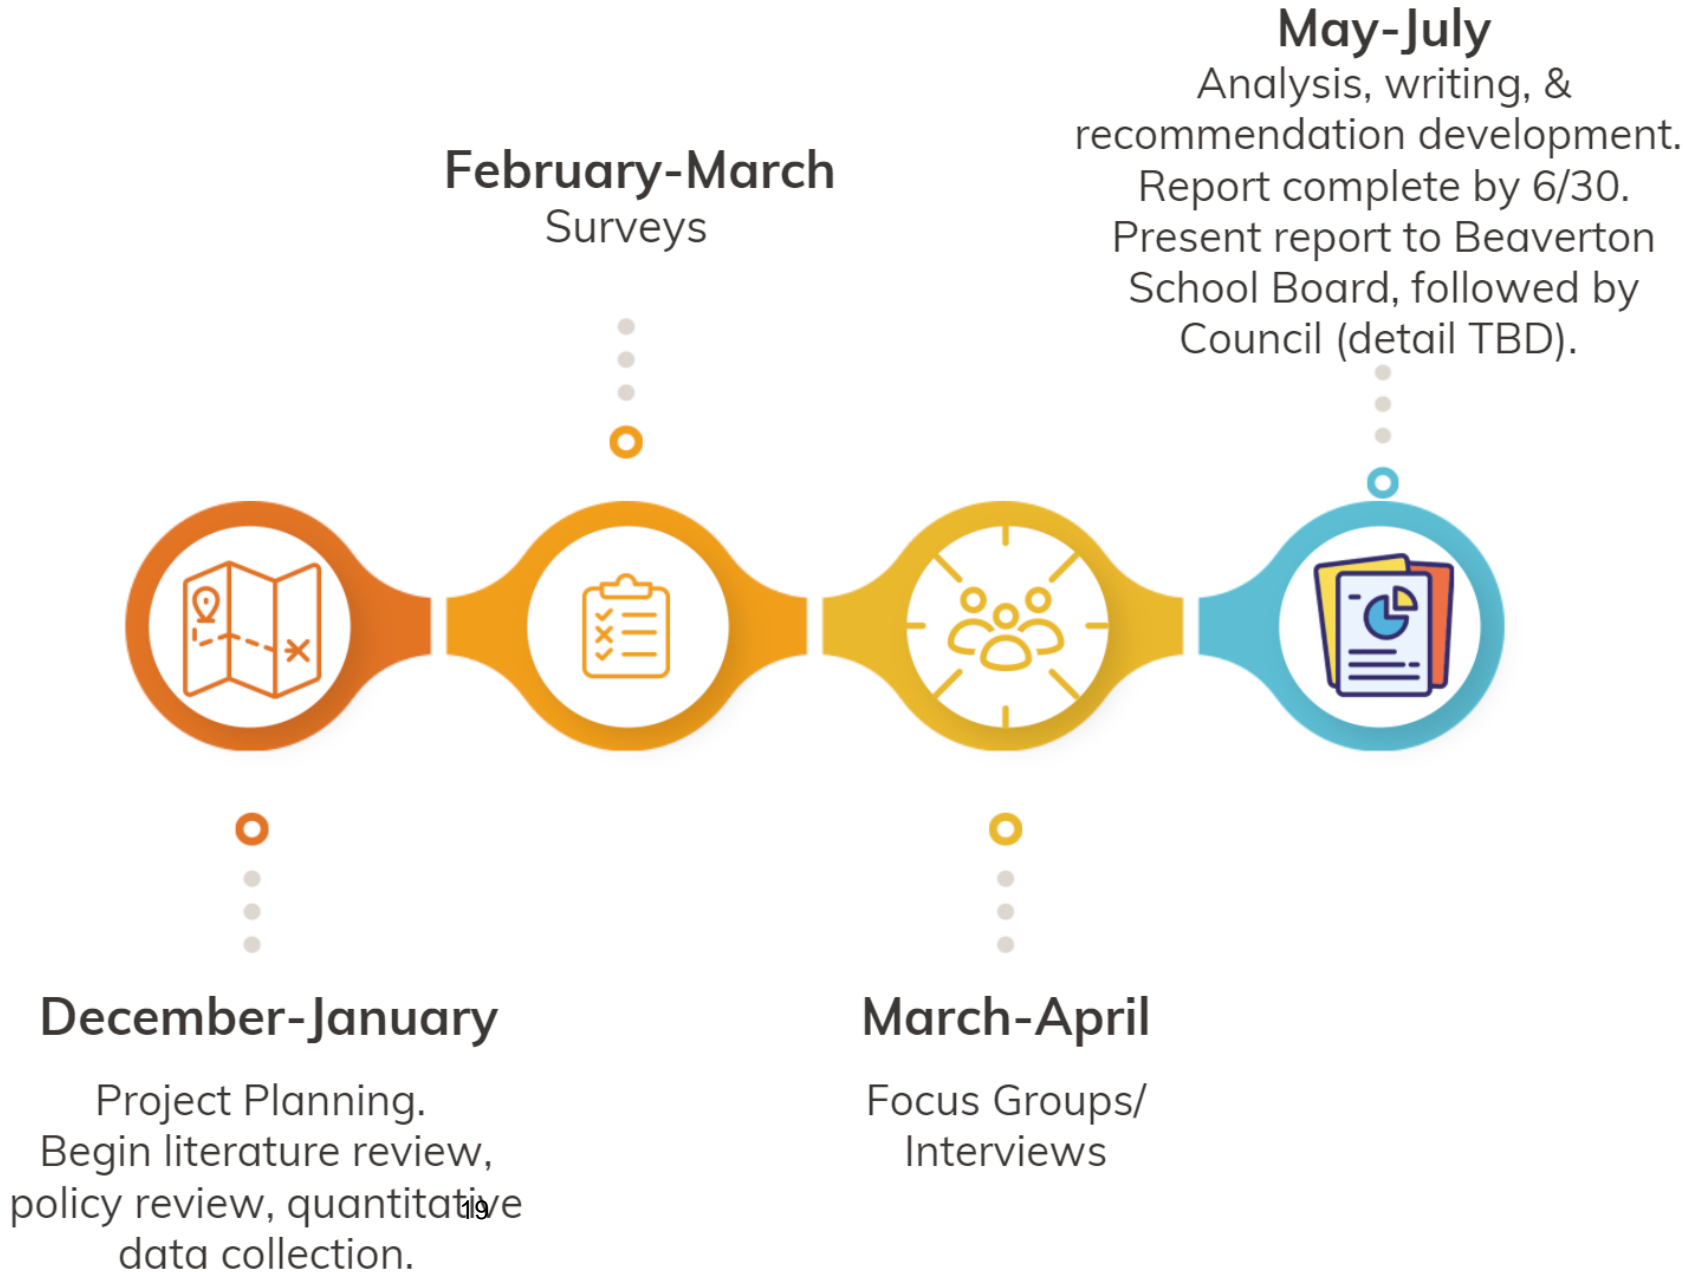 May-July
Analysis, writing, &
recommendation development.
Report complete by 6/30.
Present report to Beaverton
School Board, followed by
Council (detail TBD).
February-March
Surveys
December-January
Project Planning.
Begin literature review,
policy review, quantitative
data collection.
19
March-April
Focus Groups/
Interviews